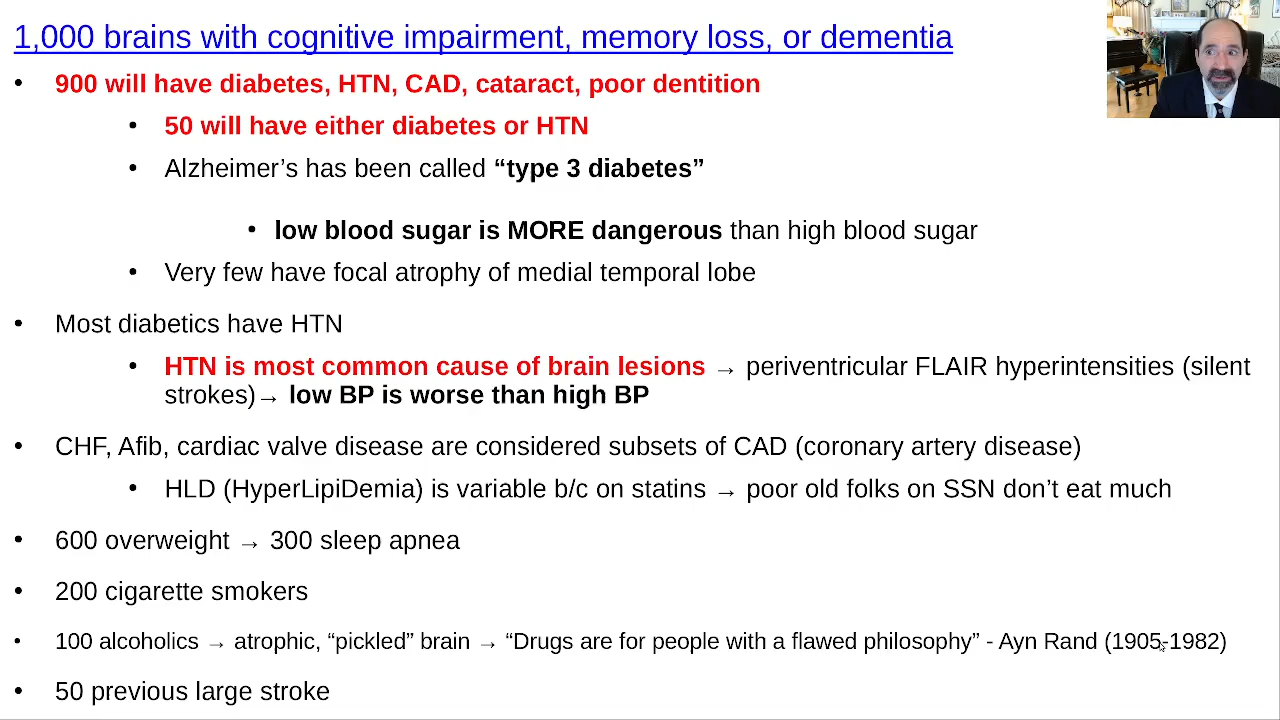 1,000 brains with cognitive impairment, memory loss, or dementia
• 900 will have diabetes, HTN, CAD, cataract, poor dentition
• 50 will have either diabetes or HTN
• Alzheimer’s has been called “type 3 diabetes”
• low blood sugar is MORE dangerous than high blood sugar
• Very few have focal atrophy of medial temporal lobe
• Most diabetics have HTN
• HTN is most common cause of brain lesions → periventricular FLAIR hyperintensities (silent
strokes)→ low BP is worse than high BP
• CHF, Afib, cardiac valve disease are considered subsets of CAD (coronary artery disease)
• HLD (HyperLipiDemia) is variable b/c on statins → poor old folks on SSN don’t eat much
• 600 overweight → 300 sleep apnea
• 200 cigarette smokers
• 100 alcoholics → atrophic, “pickled” brain → “Drugs are for people with a flawed philosophy” - Ayn Rand (1905-1982)
• 50 previous large stroke